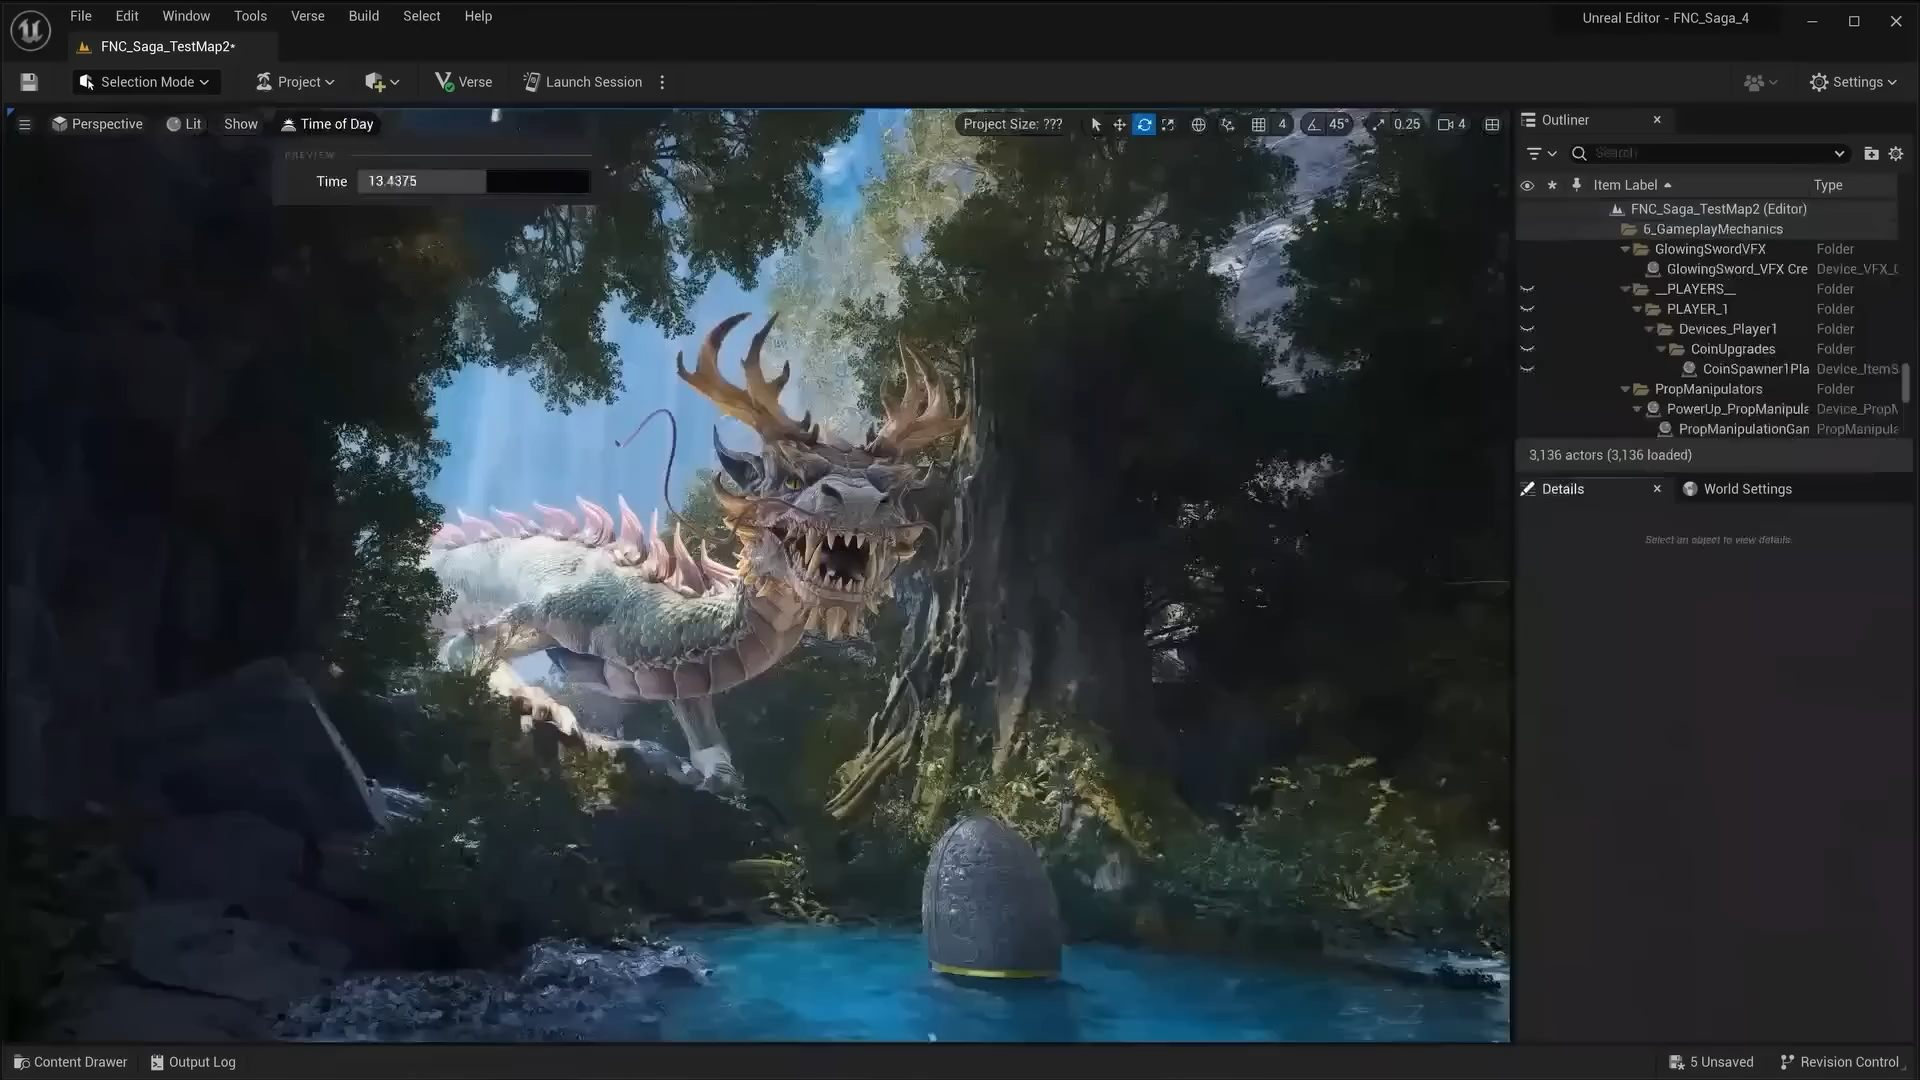 File Edit Window Tools Verse Build Select Help
Unreal Editor - FNC_Saga_4
FNC_Saga_TestMap2*
Selection Mode
Project
Verse
Launch Session
Settings
Perspective
Lit
Show
Time of Day
Project Size: ???
4
45°
0.25
4
PREVIEW
Time 13.4375
Outliner
Search
Item Label Type
FNC_Saga_TestMap2 (Editor)
6_GameplayMechanics
GlowingSwordVFX Folder
GlowingSword_VFX Cre Device_VFX_
__PLAYERS__ Folder
PLAYER_1 Folder
Devices_Player1 Folder
CoinUpgrades Folder
CoinSpawner1Pla Device_ItemS
PropManipulators Folder
PowerUp_PropManipula Device_Prop
PropManipulationGan PropManipula
3,136 actors (3,136 loaded)
Details
World Settings
Select an object to view details.
Content Drawer
Output Log
5 Unsaved
Revision Control